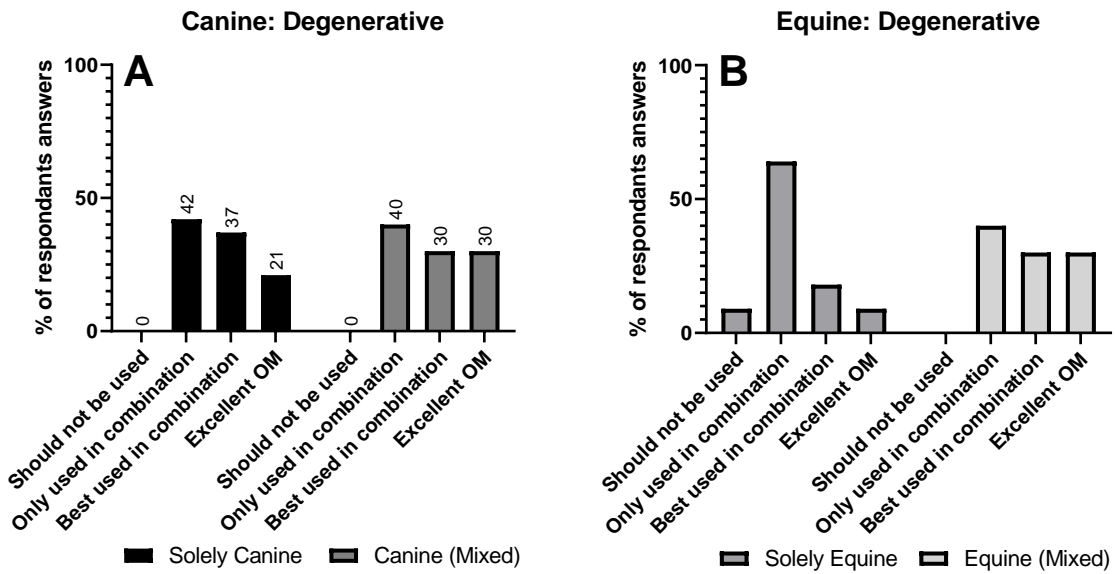 Canine: Degenerative
A
% of respondants answers
100
50
0
0
42
37
21
0
40
30
30
Should not be used
Only used in combination
Best used in combination
Excellent OM
Should not be used
Only used in combination
Best used in combination
Excellent OM
Solely Canine
Canine (Mixed)
Equine: Degenerative
B
% of respondants answers
100
50
0
Should not be used
Only used in combination
Best used in combination
Excellent OM
Should not be used
Only used in combination
Best used in combination
Excellent OM
Solely Equine
Equine (Mixed)